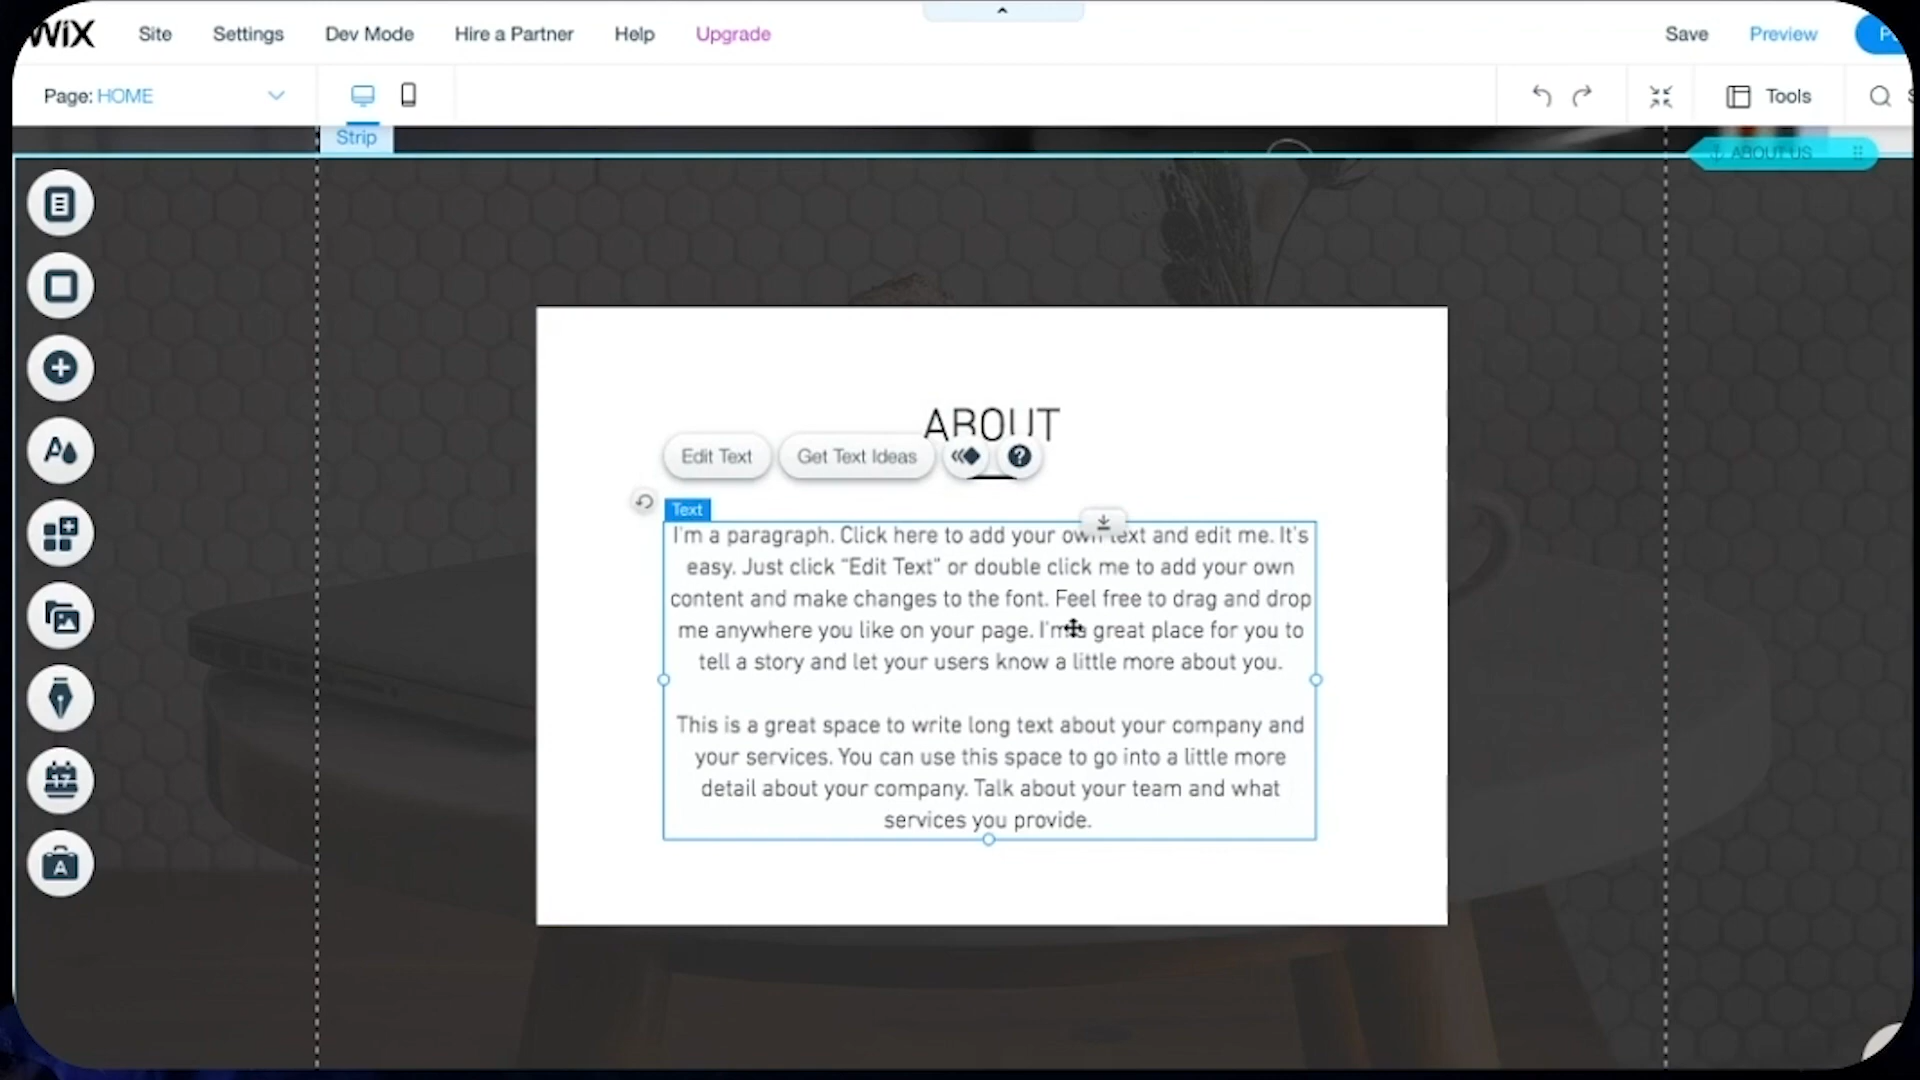 WiX
Site
Settings
Dev Mode
Hire a Partner
Help
Upgrade
Save
Preview
Page: HOME
Tools
Strip
ABOUT US
ABOUT
Edit Text
Get Text Ideas
?
Text
I'm a paragraph. Click here to add your own text and edit me. It's
easy. Just click “Edit Text” or double click me to add your own
content and make changes to the font. Feel free to drag and drop
me anywhere you like on your page. I'm a great place for you to
tell a story and let your users know a little more about you.
This is a great space to write long text about your company and
your services. You can use this space to go into a little more
detail about your company. Talk about your team and what
services you provide.
17
A